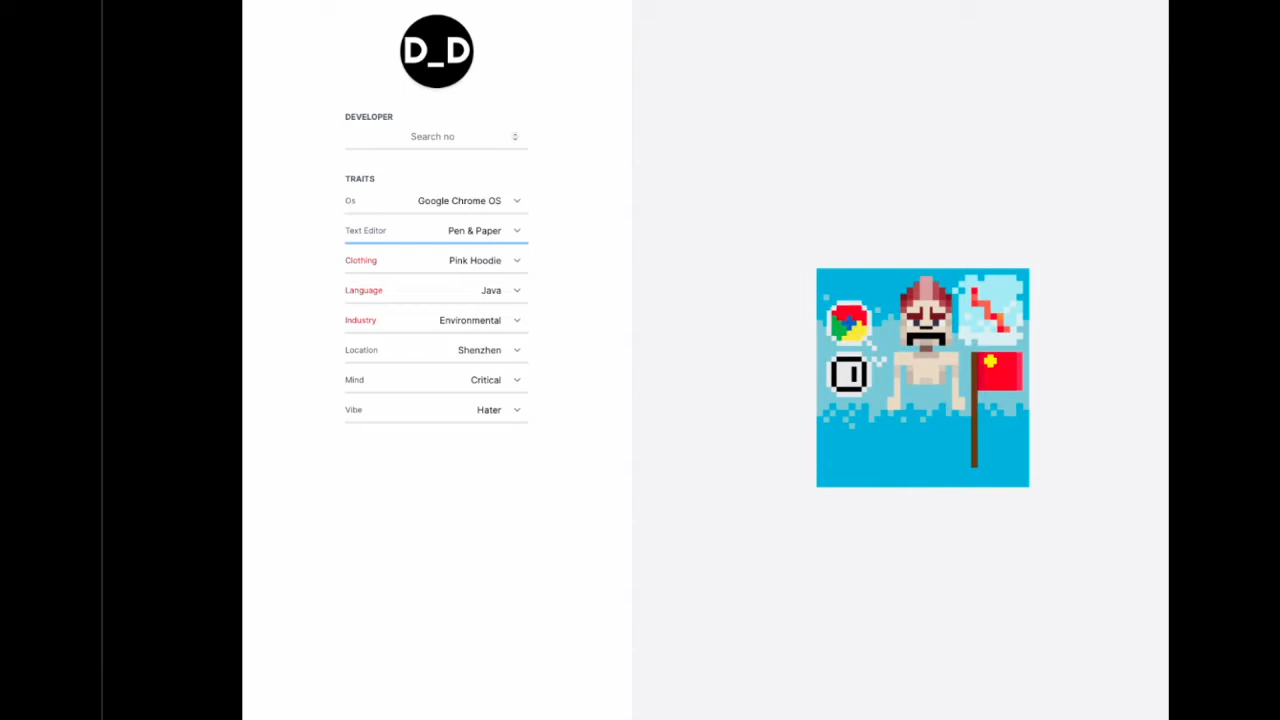 D_D
DEVELOPER
Search no
TRAITS
Os Google Chrome OS
Text Editor Pen & Paper
Clothing Pink Hoodie
Language Java
Industry Environmental
Location Shenzhen
Mind Critical
Vibe Hater